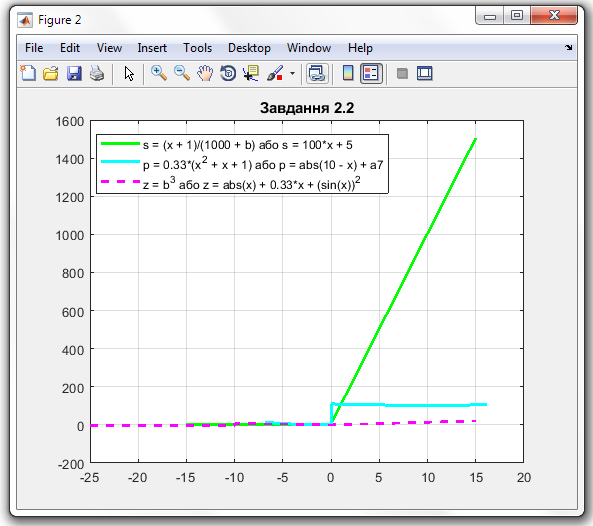 Figure 2
File Edit View Insert Tools Desktop Window Help
Завдання 2.2
s = (x + 1)/(1000 + b) або s = 100*x + 5
p = 0.33*(x² + x + 1) або p = abs(10 - x) + a7
z = b³ або z = abs(x) + 0.33*x + (sin(x))²
1600
1400
1200
1000
800
600
400
200
0
-200
-25 -20 -15 -10 -5 0 5 10 15 20